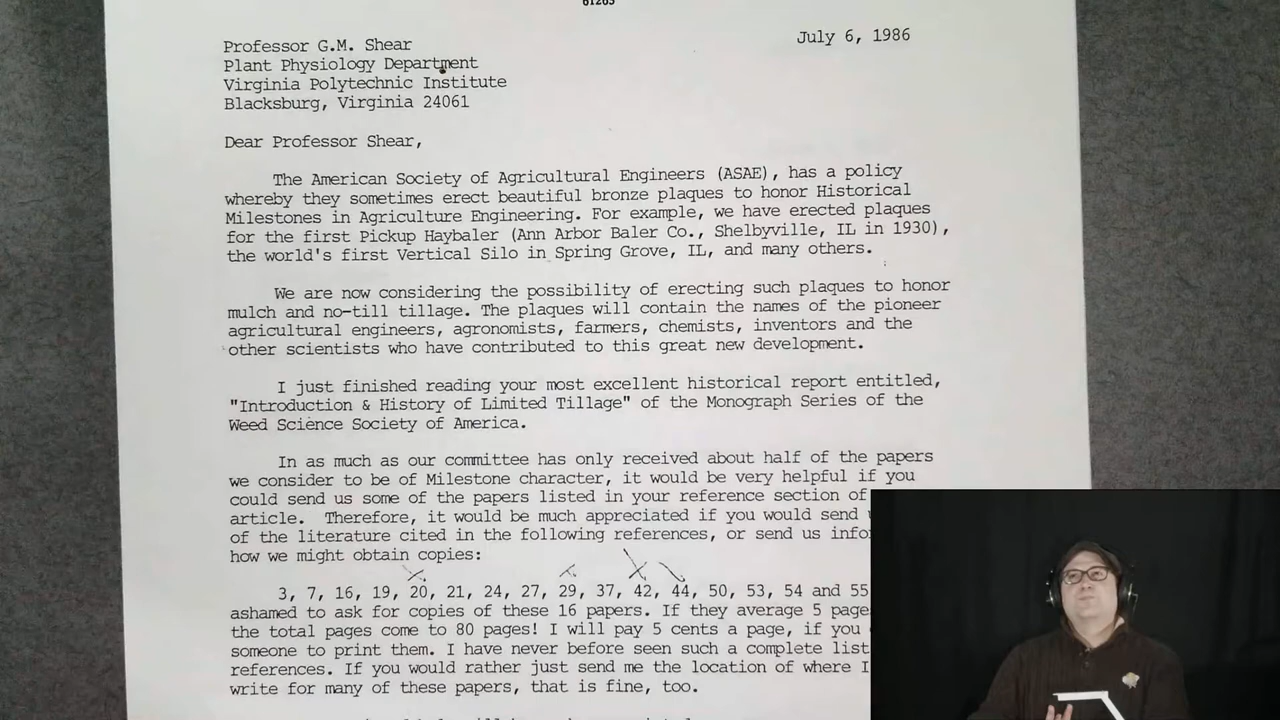 61265
July 6, 1986
Professor G.M. Shear
Plant Physiology Department
Virginia Polytechnic Institute
Blacksburg, Virginia 24061
Dear Professor Shear,
The American Society of Agricultural Engineers (ASAE), has a policy
whereby they sometimes erect beautiful bronze plaques to honor Historical
Milestones in Agriculture Engineering. For example, we have erected plaques
for the first Pickup Haybaler (Ann Arbor Baler Co., Shelbyville, IL in 1930),
the world's first Vertical Silo in Spring Grove, IL, and many others.
We are now considering the possibility of erecting such plaques to honor
mulch and no-till tillage. The plaques will contain the names of the pioneer
agricultural engineers, agronomists, farmers, chemists, inventors and the
other scientists who have contributed to this great new development.
I just finished reading your most excellent historical report entitled,
"Introduction & History of Limited Tillage" of the Monograph Series of the
Weed Science Society of America.
In as much as our committee has only received about half of the papers
we consider to be of Milestone character, it would be very helpful if you
could send us some of the papers listed in your reference section of
article. Therefore, it would be much appreciated if you would send
of the literature cited in the following references, or send us
how we might obtain copies:
3, 7, 16, 19, 20, 21, 24, 27, 29, 37, 42, 44, 50, 53, 54 and 55
ashamed to ask for copies of these 16 papers. If they average 5
the total pages come to 80 pages! I will pay 5 cents a page, if you
someone to print them. I have never before seen such a complete list
references. If you would rather just send me the location of where I
write for many of these papers, that is fine, too.